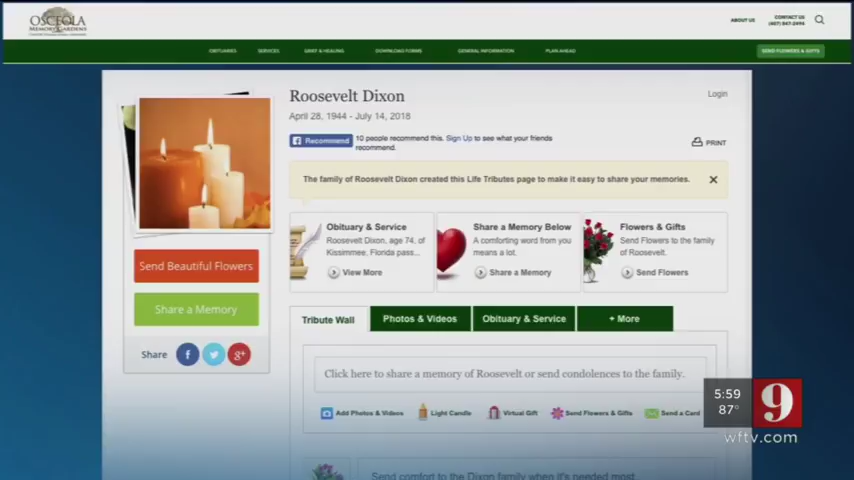 OSCEOLA
MEMORY GARDENS
ABOUT US
CONTACT US
(407) 847-2494
OBITUARIES
SERVICES
GRIEF & HEALING
DOWNLOAD FORMS
GENERAL INFORMATION
PLAN AHEAD
SEND FLOWERS & GIFTS
Roosevelt Dixon
Login
April 28, 1944 - July 14, 2018
Recommend
10 people recommend this. Sign Up to see what your friends
recommend.
PRINT
The family of Roosevelt Dixon created this Life Tributes page to make it easy to share your memories.
Obituary & Service
Roosevelt Dixon, age 74, of
Kissimmee, Florida pass...
View More
Share a Memory Below
A comforting word from you
means a lot.
Share a Memory
Flowers & Gifts
Send Flowers to the family
of Roosevelt.
Send Flowers
Send Beautiful Flowers
Share a Memory
Share
f
g+
Tribute Wall
Photos & Videos
Obituary & Service
+ More
Click here to share a memory of Roosevelt or send condolences to the family.
Add Photos & Videos
Light Candle
Virtual Gift
Send Flowers & Gifts
Send a Card
Send comfort to the Dixon family when it's needed most
5:59
87°
9
wftv.com